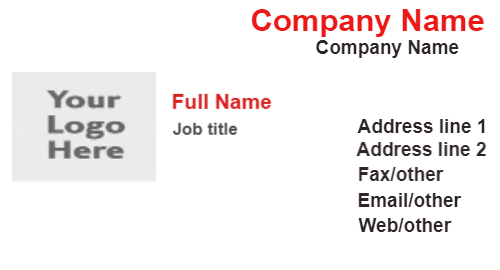 Company Name
Company Name
Your
Logo
Here
Full Name
Job title
Address line 1
Address line 2
Fax/other
Email/other
Web/other